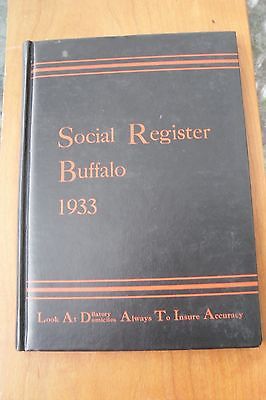 Social Register
Buffalo
1933
Look At Dilatory Domiciles Always To Insure Accuracy